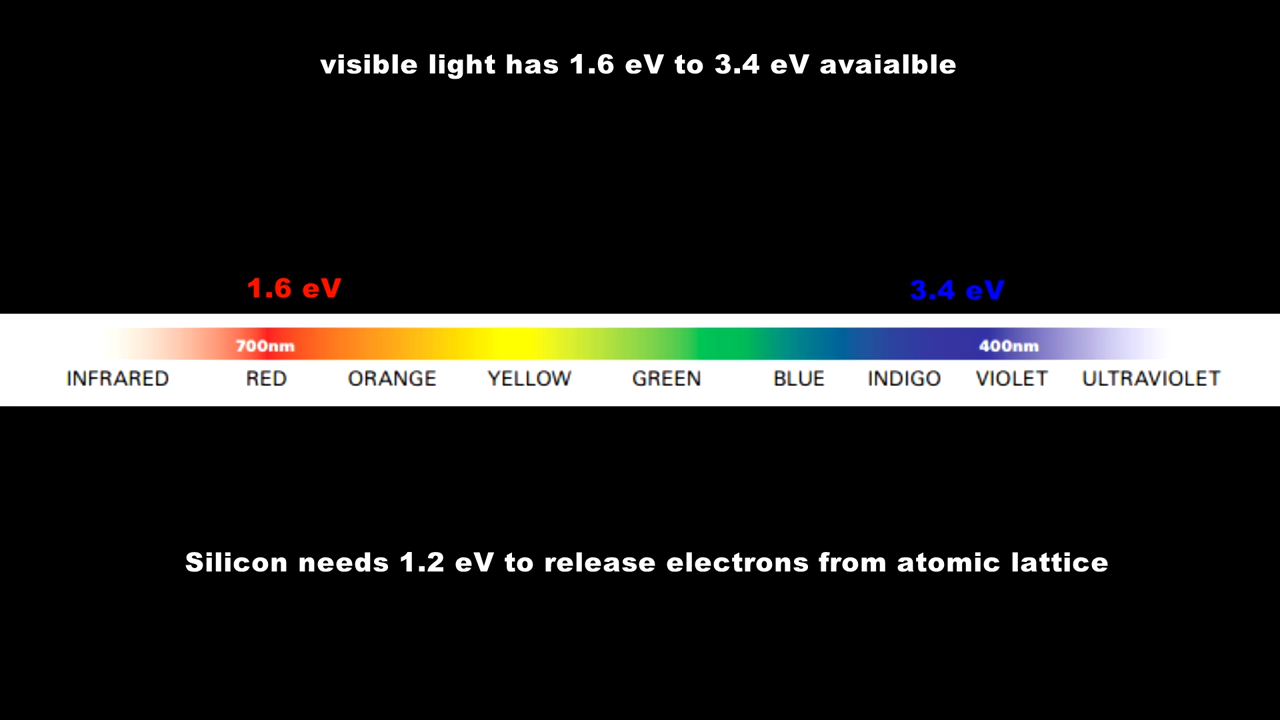 visible light has 1.6 eV to 3.4 eV avaialble
1.6 eV 3.4 eV
700nm 400nm
INFRARED RED ORANGE YELLOW GREEN BLUE INDIGO VIOLET ULTRAVIOLET
Silicon needs 1.2 eV to release electrons from atomic lattice